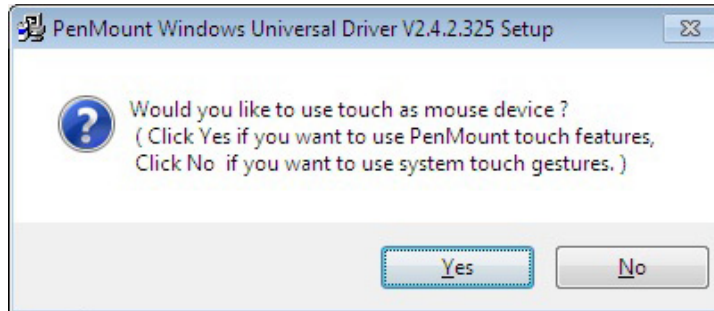 PenMount Windows Universal Driver V2.4.2.325 Setup
Would you like to use touch as mouse device ?
( Click Yes if you want to use PenMount touch features,
Click No  if you want to use system touch gestures. )
Yes
No